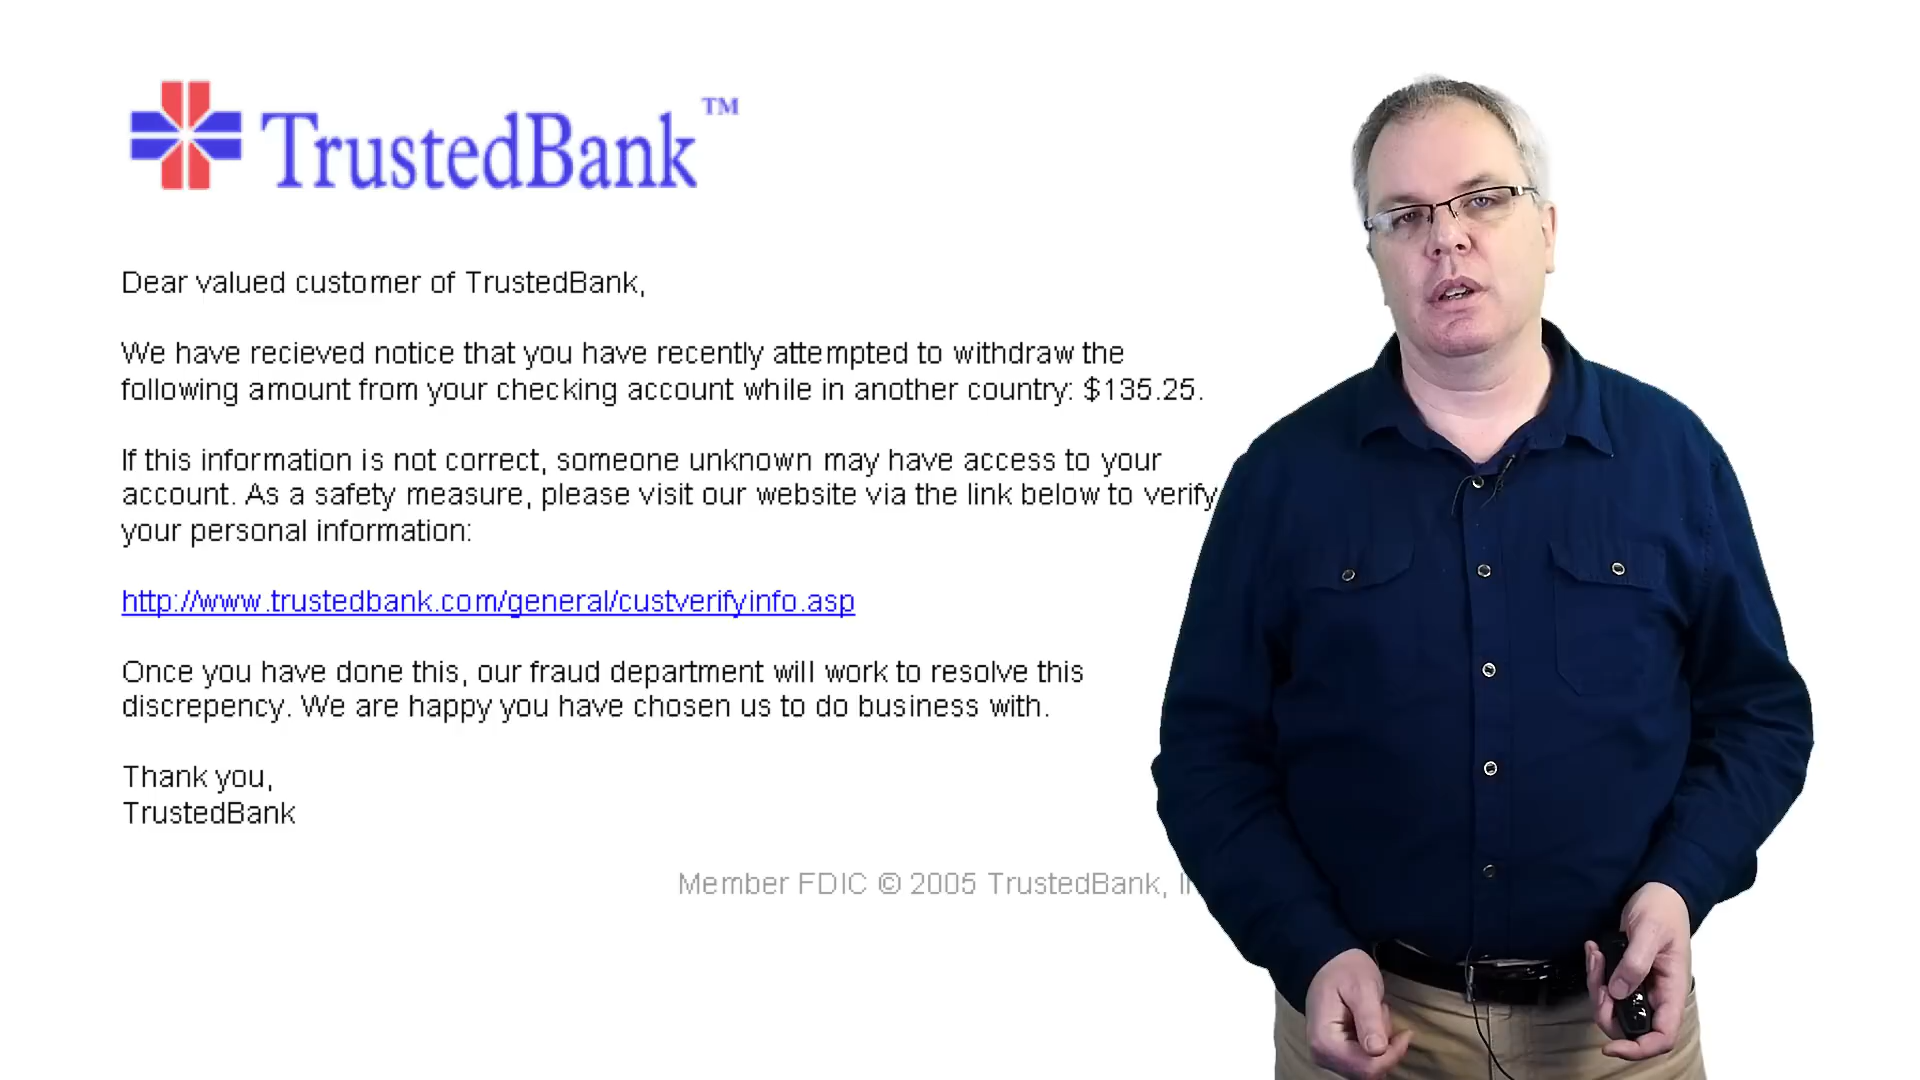 TrustedBank™
Dear valued customer of TrustedBank,
We have recieved notice that you have recently attempted to withdraw the
following amount from your checking account while in another country: $135.25.
If this information is not correct, someone unknown may have access to your
account. As a safety measure, please visit our website via the link below to verify
your personal information:
http://www.trustedbank.com/general/custverifyinfo.asp
Once you have done this, our fraud department will work to resolve this
discrepency. We are happy you have chosen us to do business with.
Thank you,
TrustedBank
Member FDIC © 2005 TrustedBank,